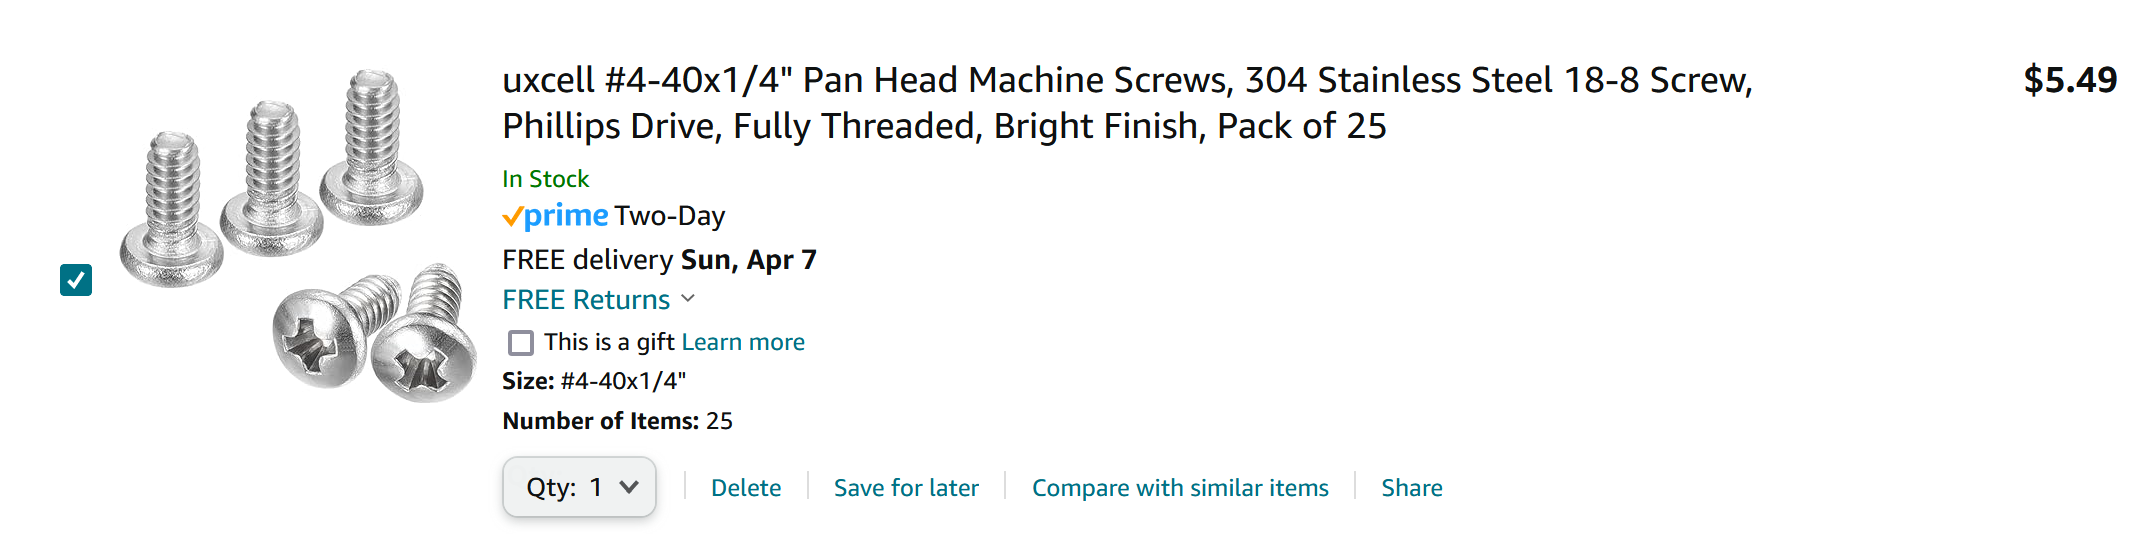 uxcell #4-40x1/4" Pan Head Machine Screws, 304 Stainless Steel 18-8 Screw,
Phillips Drive, Fully Threaded, Bright Finish, Pack of 25
$5.49
In Stock
prime Two-Day
FREE delivery Sun, Apr 7
FREE Returns
This is a gift Learn more
Size: #4-40x1/4"
Number of Items: 25
Qty: 1
Delete
Save for later
Compare with similar items
Share